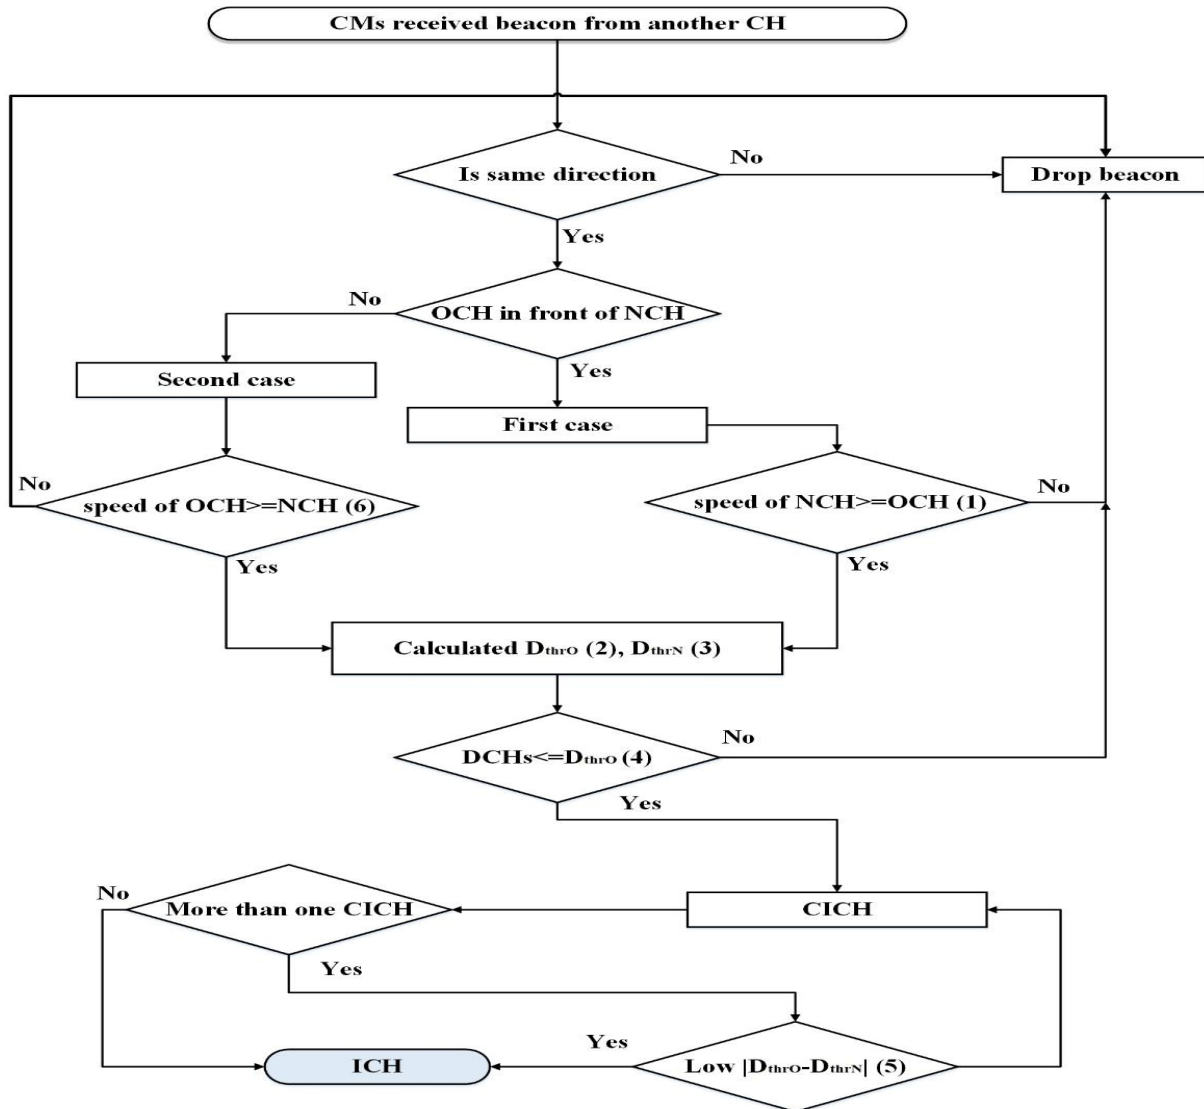 CMs received beacon from another CH
No
Is same direction
Drop beacon
Yes
No
OCH in front of NCH
Second case
Yes
First case
No
speed of OCH>=NCH (6)
speed of NCH>=OCH (1)
No
Yes
Yes
Calculated DthrO (2), DthrN (3)
DCHs<=DthrO (4)
No
Yes
No
More than one CICH
CICH
Yes
Yes
ICH
Low |DthrO-DthrN| (5)